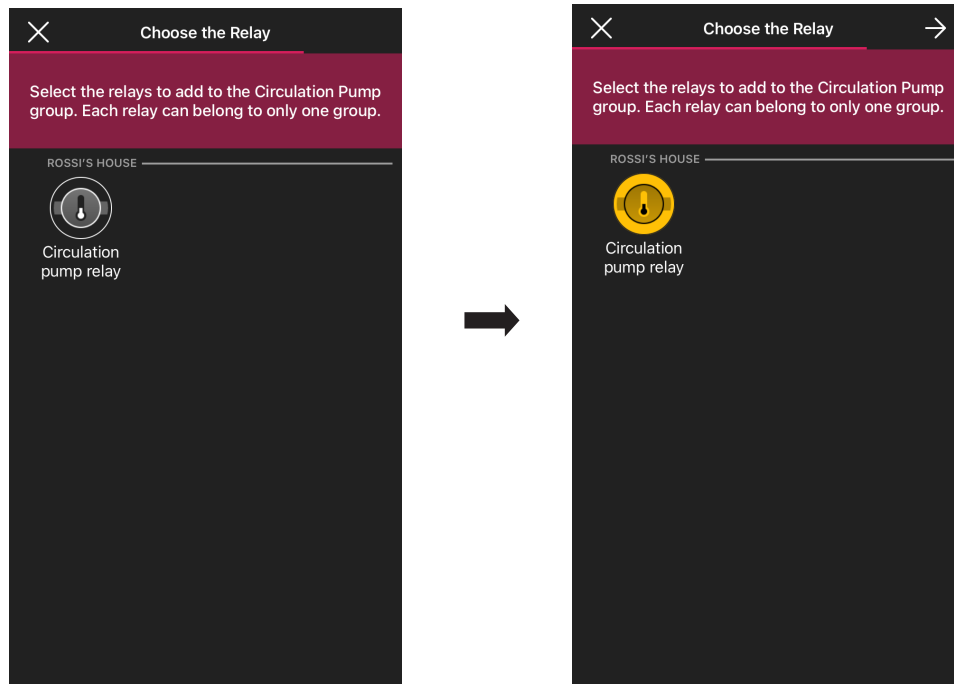 Choose the Relay
Select the relays to add to the Circulation Pump
group. Each relay can belong to only one group.
ROSSI'S HOUSE
Circulation
pump relay
Choose the Relay
Select the relays to add to the Circulation Pump
group. Each relay can belong to only one group.
ROSSI'S HOUSE
Circulation
pump relay